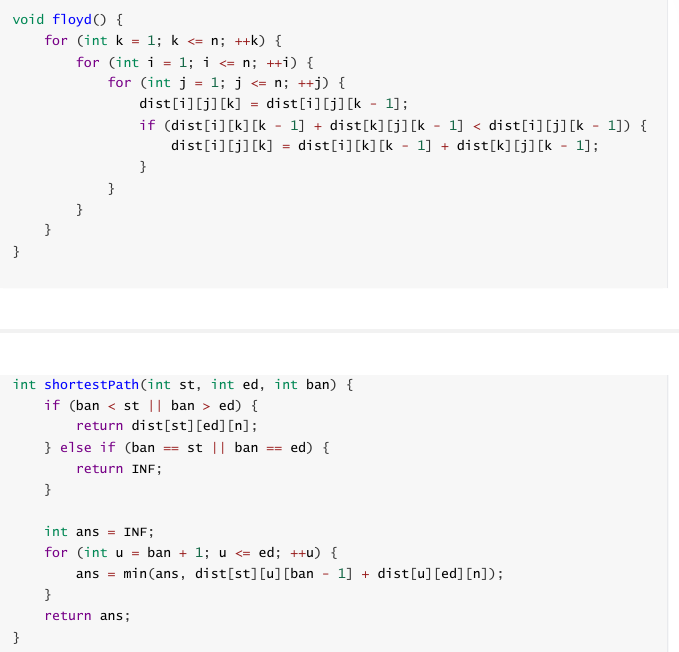 void floyd() {
    for (int k = 1; k <= n; ++k) {
        for (int i = 1; i <= n; ++i) {
            for (int j = 1; j <= n; ++j) {
                dist[i][j][k] = dist[i][j][k - 1];
                if (dist[i][k][k - 1] + dist[k][j][k - 1] < dist[i][j][k - 1]) {
                    dist[i][j][k] = dist[i][k][k - 1] + dist[k][j][k - 1];
                }
            }
        }
    }
}
int shortestPath(int st, int ed, int ban) {
    if (ban < st || ban > ed) {
        return dist[st][ed][n];
    } else if (ban == st || ban == ed) {
        return INF;
    }
    int ans = INF;
    for (int u = ban + 1; u <= ed; ++u) {
        ans = min(ans, dist[st][u][ban - 1] + dist[u][ed][n]);
    }
    return ans;
}